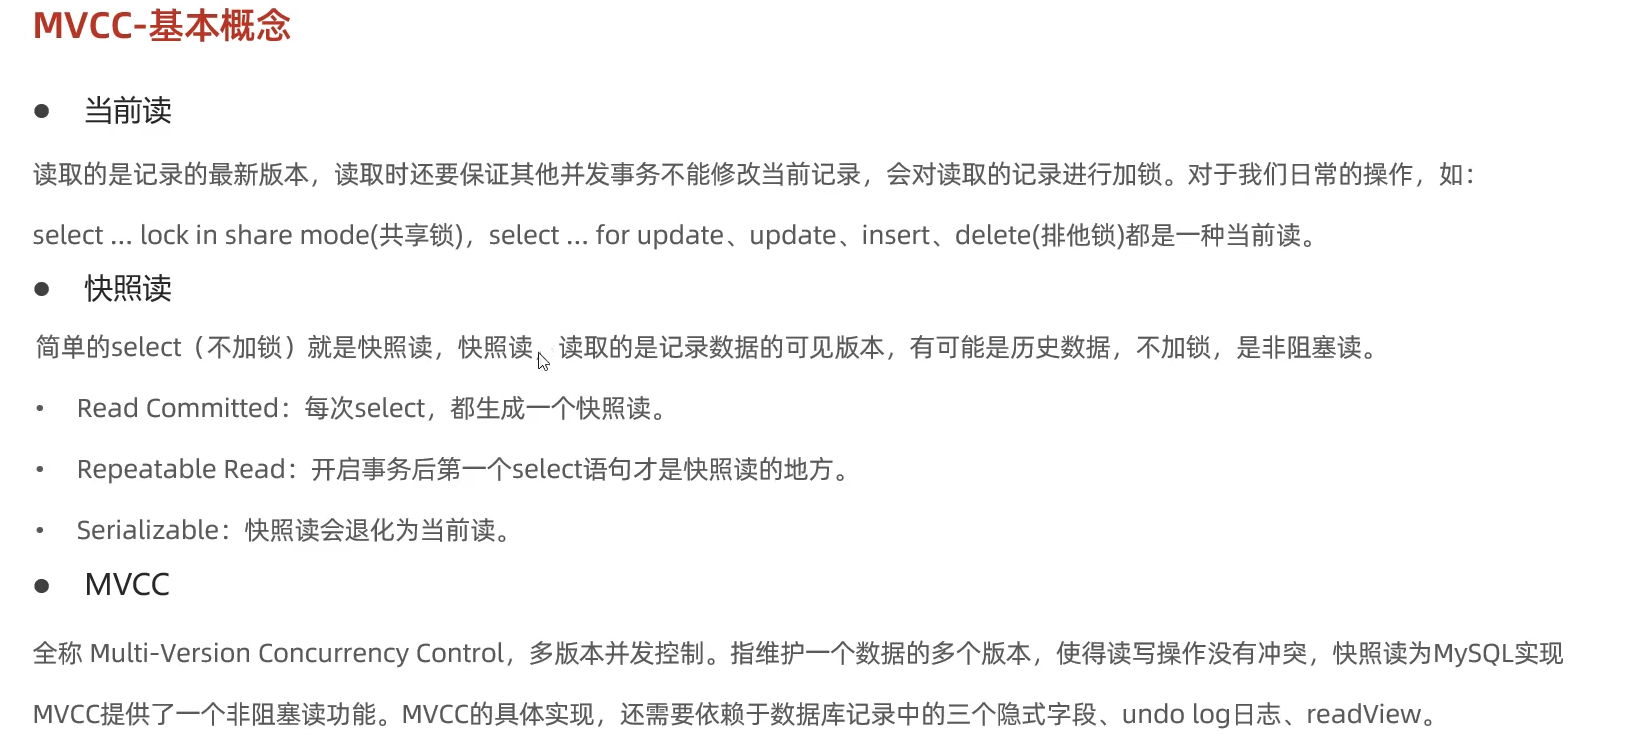 MVCC-基本概念
● 当前读
读取的是记录的最新版本，读取时还要保证其他并发事务不能修改当前记录，会对读取的记录进行加锁。对于我们日常的操作，如：
select ... lock in share mode(共享锁)，select ... for update、update、insert、delete(排他锁)都是一种当前读。
● 快照读
简单的select（不加锁）就是快照读，快照读，读取的是记录数据的可见版本，有可能是历史数据，不加锁，是非阻塞读。
• Read Committed：每次select，都生成一个快照读。
• Repeatable Read：开启事务后第一个select语句才是快照读的地方。
• Serializable：快照读会退化为当前读。
● MVCC
全称 Multi-Version Concurrency Control，多版本并发控制。指维护一个数据的多个版本，使得读写操作没有冲突，快照读为MySQL实现
MVCC提供了一个非阻塞读功能。MVCC的具体实现，还需要依赖于数据库记录中的三个隐式字段、undo log日志、readView。